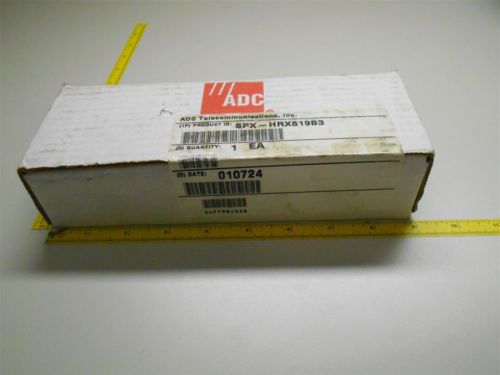 ADC
ADC Telecommunications, Inc.
(1P) PRODUCT ID: SPX-HRX819B3
(Q) QUANTITY: 1 EA
(D) DATE: 010724